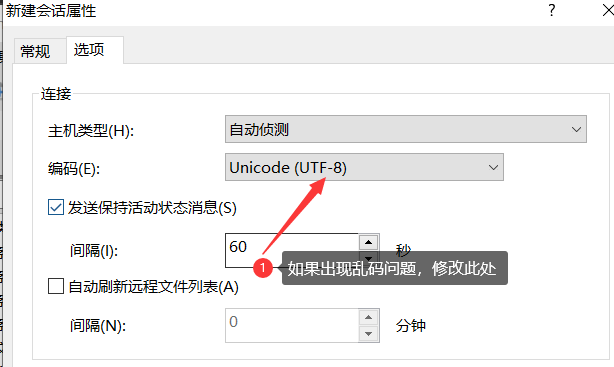 新建会话属性
?
常规
选项
连接
主机类型(H):
自动侦测
编码(E):
Unicode (UTF-8)
发送保持活动状态消息(S)
间隔(I):
60
秒
1
如果出现乱码问题，修改此处
自动刷新远程文件列表(A)
间隔(N):
0
分钟